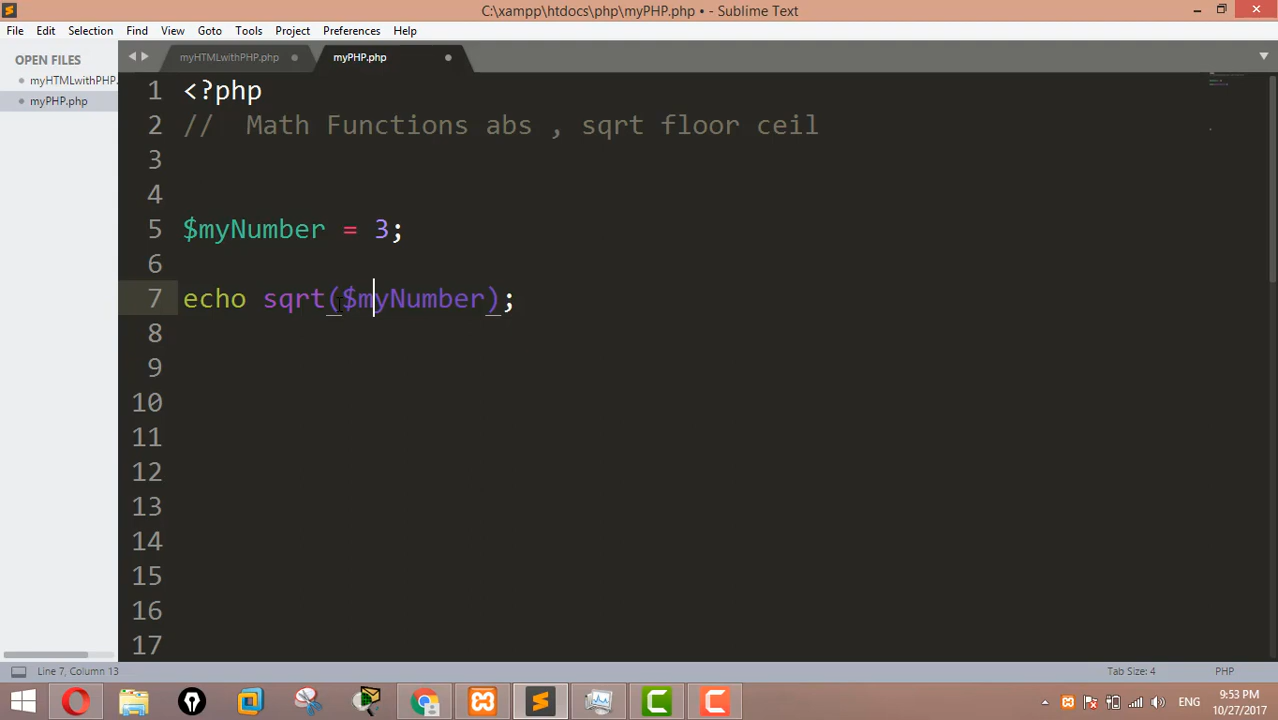 C:\xampp\htdocs\php\myPHP.php • - Sublime Text
File Edit Selection Find View Goto Tools Project Preferences Help
OPEN FILES
myHTMLwithPHP.
myPHP.php
myHTMLwithPHP.php
myPHP.php
1 <?php
2 //  Math Functions abs , sqrt floor ceil
3
4
5 $myNumber = 3;
6
7 echo sqrt($myNumber);
8
9
10
11
12
13
14
15
16
17
Line 7, Column 13
Tab Size: 4
PHP
ENG
9:53 PM
10/27/2017